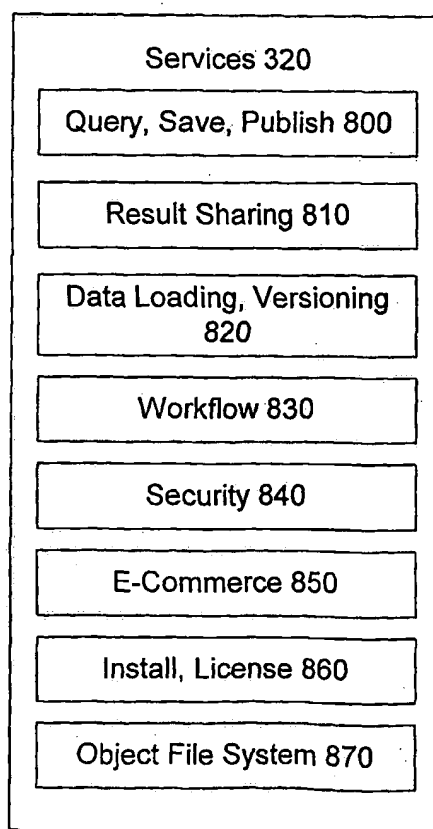 Services 320
Query, Save, Publish 800
Result Sharing 810
Data Loading, Versioning
820
Workflow 830
Security 840
E-Commerce 850
Install, License 860
Object File System 870